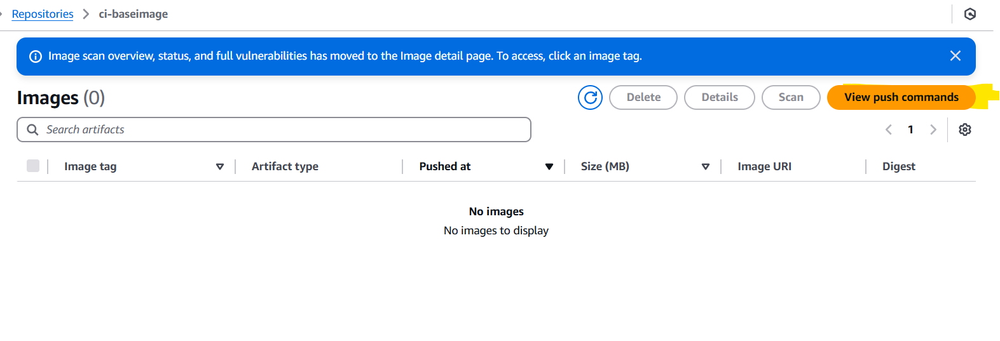 Repositories > ci-baseimage
Image scan overview, status, and full vulnerabilities has moved to the Image detail page. To access, click an image tag.
Images (0)
Delete
Details
Scan
View push commands
Search artifacts
1
Image tag
Artifact type
Pushed at
Size (MB)
Image URI
Digest
No images
No images to display